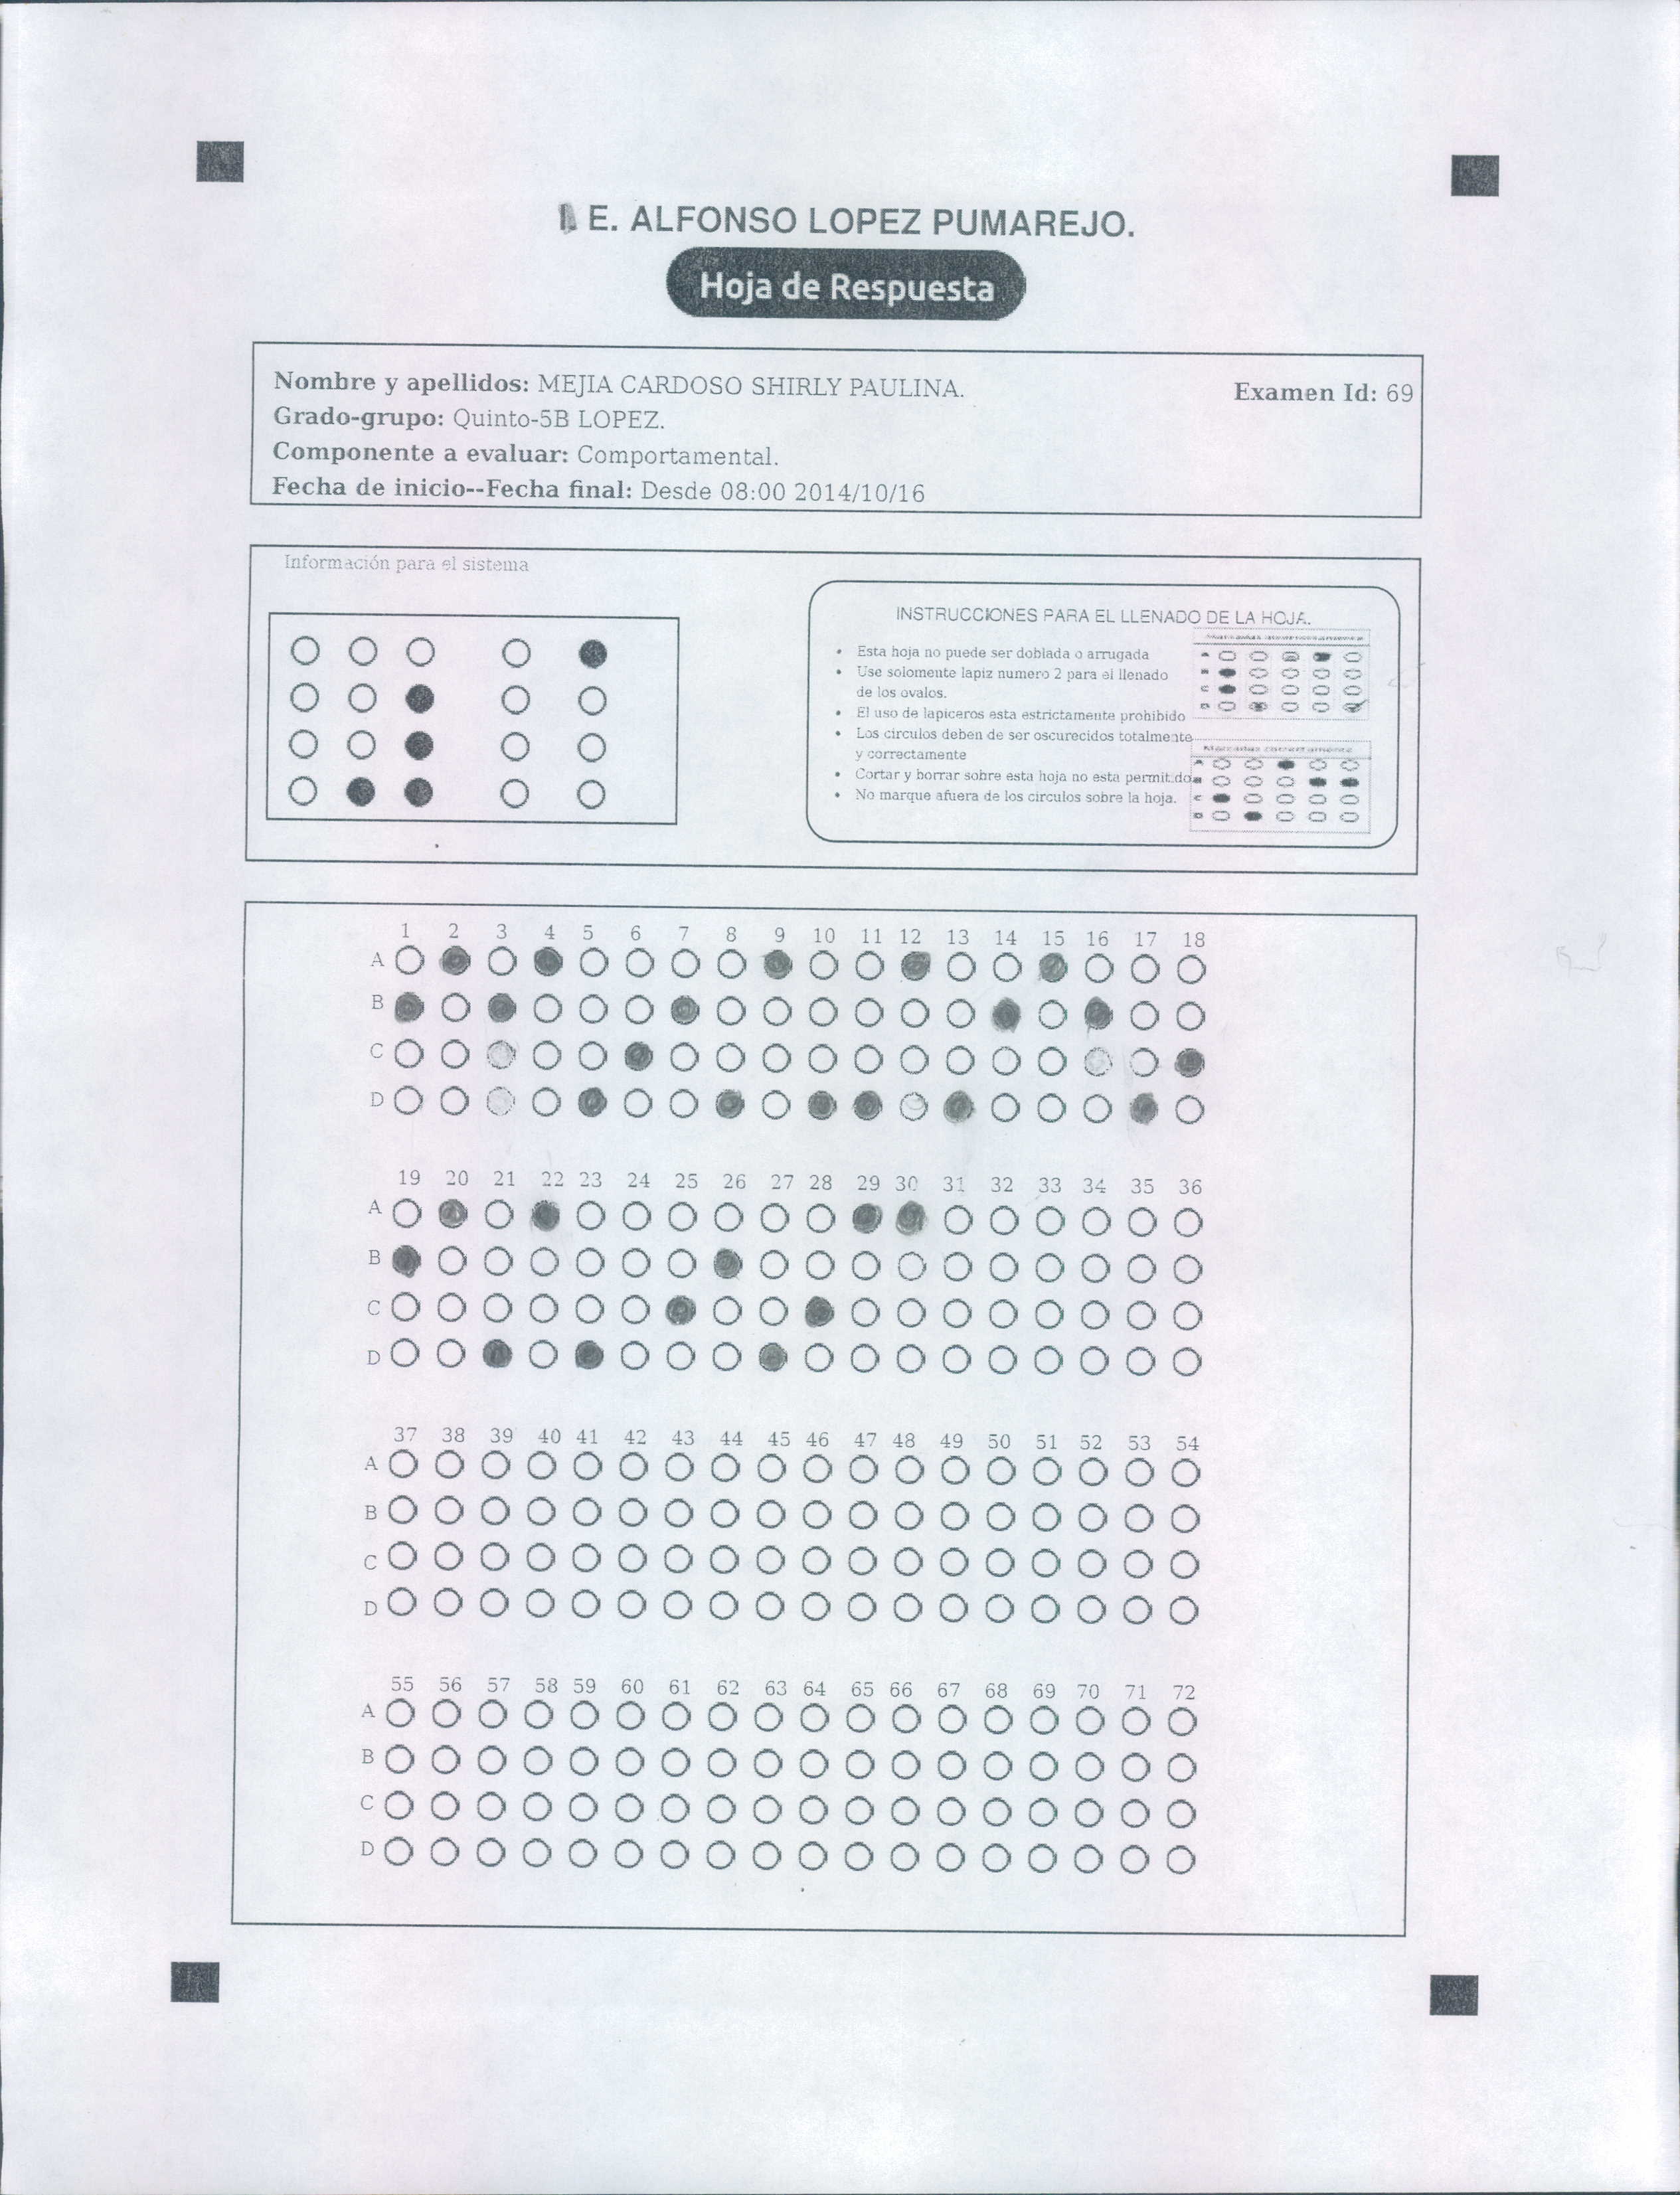 I. E. ALFONSO LOPEZ PUMAREJO.
Hoja de Respuesta
Nombre y apellidos: MEJIA CARDOSO SHIRLY PAULINA.
Examen Id: 69
Grado-grupo: Quinto-5B LOPEZ.
Componente a evaluar: Comportamental.
Fecha de inicio--Fecha final: Desde 08:00 2014/10/16
Información para el sistema
INSTRUCCIONES PARA EL LLENADO DE LA HOJA.
• Esta hoja no puede ser doblada o arrugada
• Use solomente lapiz numero 2 para el llenado
de los ovalos.
• El uso de lapiceros esta estrictamente prohibido
• Los circulos deben de ser oscurecidos totalmente
y correctamente
• Cortar y borrar sobre esta hoja no esta permitido
• No marque afuera de los circulos sobre la hoja.
Marcadas correctamente
1 2 3 4 5 6 7 8 9 10 11 12 13 14 15 16 17 18
A
B
C
D
19 20 21 22 23 24 25 26 27 28 29 30 31 32 33 34 35 36
A
B
C
D
37 38 39 40 41 42 43 44 45 46 47 48 49 50 51 52 53 54
A
B
C
D
55 56 57 58 59 60 61 62 63 64 65 66 67 68 69 70 71 72
A
B
C
D